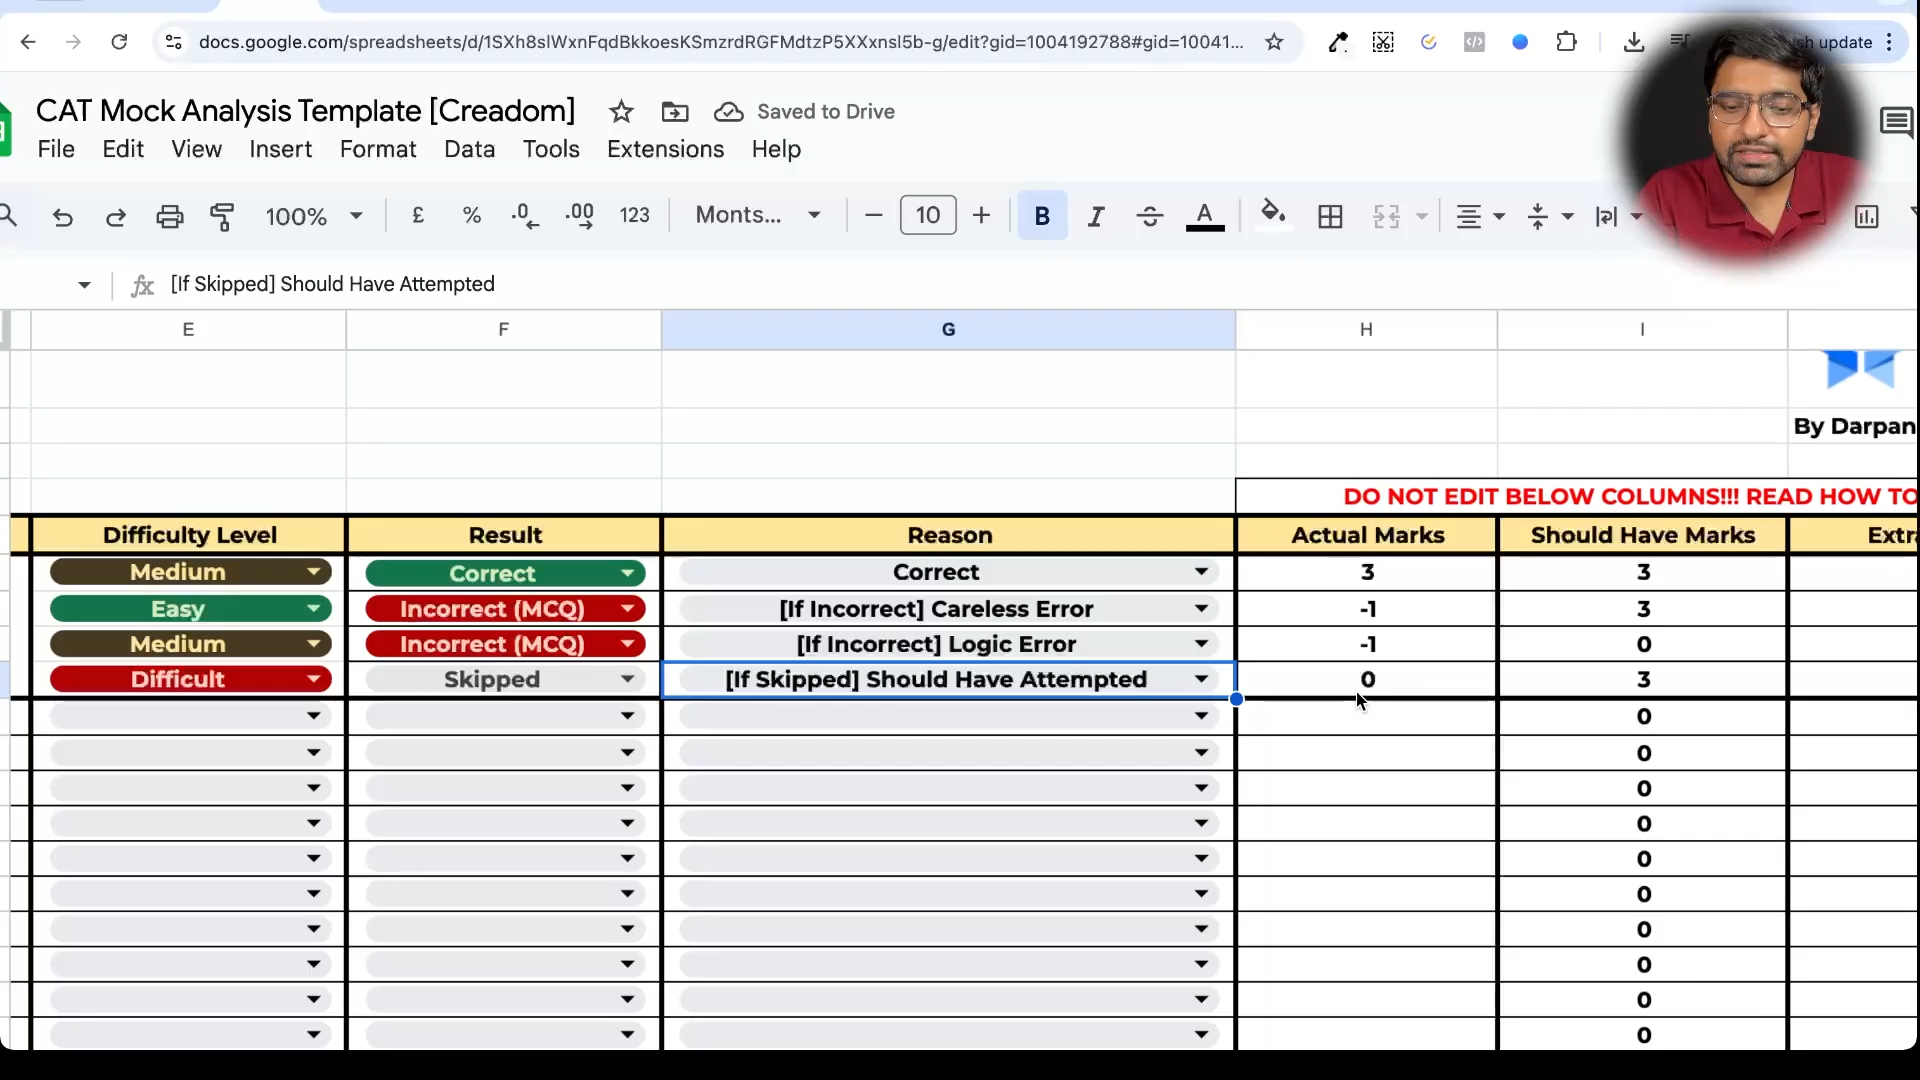 docs.google.com/spreadsheets/d/1SXh8slWxnFqdBkkoesKSmzrdRGFMdtzP5XXxnsl5b-g/edit?gid=1004192788#gid=10041...
update
CAT Mock Analysis Template [Creadom]
Saved to Drive
File Edit View Insert Format Data Tools Extensions Help
100% £ % .0 .00 123 Monts... 10 B I A
[If Skipped] Should Have Attempted
E F G H I
By Darpan
DO NOT EDIT BELOW COLUMNS!!! READ HOW TO
Difficulty Level Result Reason Actual Marks Should Have Marks
Medium Correct Correct 3 3
Easy Incorrect (MCQ) [If Incorrect] Careless Error -1 3
Medium Incorrect (MCQ) [If Incorrect] Logic Error -1 0
Difficult Skipped [If Skipped] Should Have Attempted 0 3
0
0
0
0
0
0
0
0
0
0